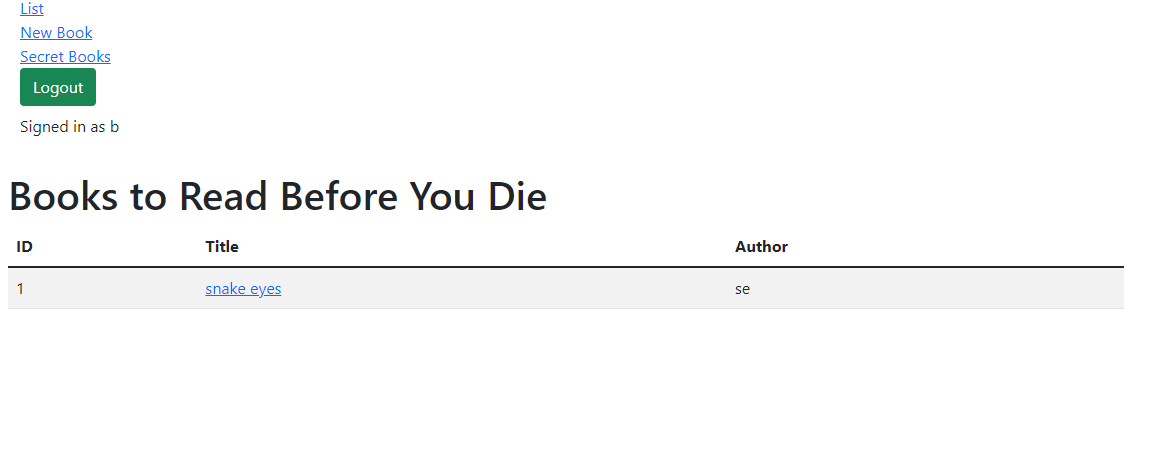 List
New Book
Secret Books
Logout
Signed in as b
Books to Read Before You Die
ID Title Author
1 snake eyes se